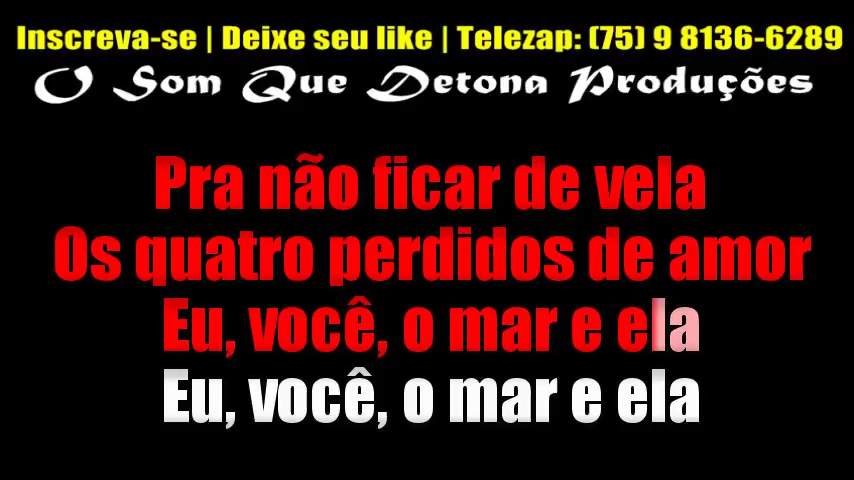 Inscreva-se | Deixe seu like | Telezap: (75) 9 8136-6289
O Som Que Detona Produções
Pra não ficar de vela
Os quatro perdidos de amor
Eu, você, o mar e ela
Eu, você, o mar e ela